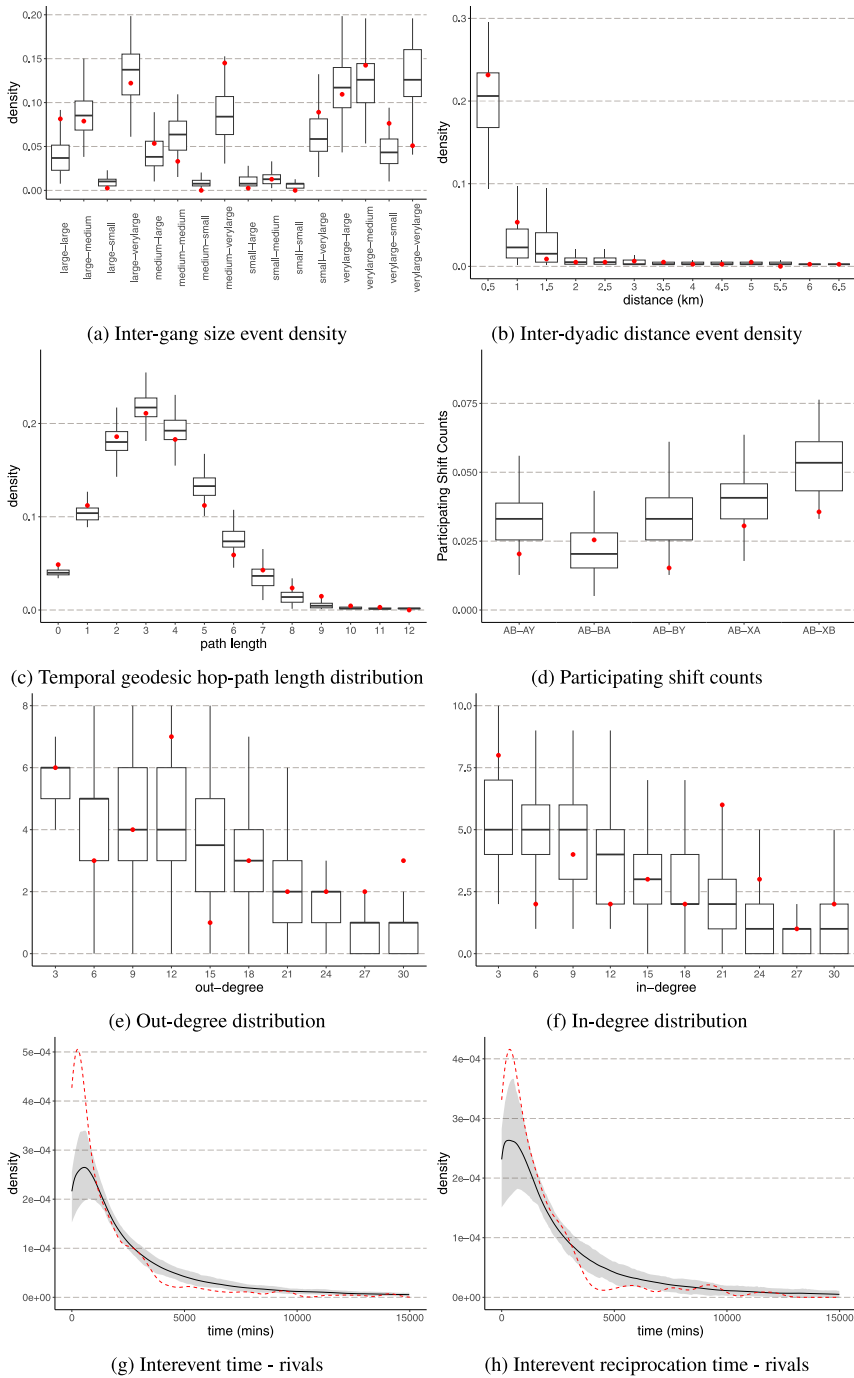 density
0.20
0.15
0.10
0.05
0.00
large−large
large−medium
large−small
large−verylarge
medium−large
medium−medium
medium−small
medium−verylarge
small−large
small−medium
small−small
small−verylarge
verylarge−large
verylarge−medium
verylarge−small
verylarge−verylarge
(a) Inter-gang size event density
density
0.3
0.2
0.1
0.0
0.5 1 1.5 2 2.5 3 3.5 4 4.5 5 5.5 6 6.5
distance (km)
(b) Inter-dyadic distance event density
density
0.2
0.1
0.0
0 1 2 3 4 5 6 7 8 9 10 11 12
path length
(c) Temporal geodesic hop-path length distribution
Participating Shift Counts
0.075
0.050
0.025
0.000
AB−AY AB−BA AB−BY AB−XA AB−XB
(d) Participating shift counts
8
6
4
2
0
3 6 9 12 15 18 21 24 27 30
out−degree
(e) Out-degree distribution
10.0
7.5
5.0
2.5
0.0
3 6 9 12 15 18 21 24 27 30
in−degree
(f) In-degree distribution
density
5e−04
4e−04
3e−04
2e−04
1e−04
0e+00
0 5000 10000 15000
time (mins)
(g) Interevent time - rivals
density
4e−04
3e−04
2e−04
1e−04
0e+00
0 5000 10000 15000
time (mins)
(h) Interevent reciprocation time - rivals